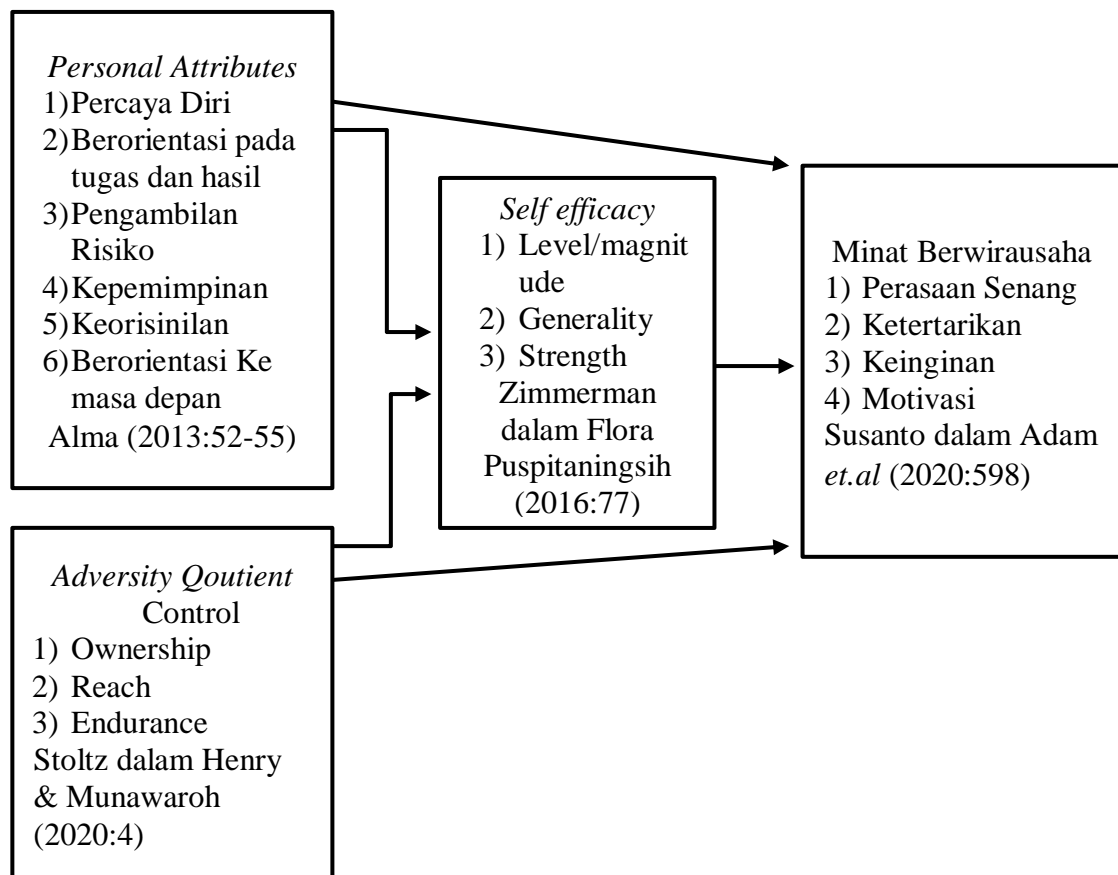 Personal Attributes
1)Percaya Diri
2)Berorientasi pada
tugas dan hasil
3)Pengambilan
Risiko
4)Kepemimpinan
5)Keorisinilan
6)Berorientasi Ke
masa depan
Alma (2013:52-55)
Self efficacy
1) Level/magnit
ude
2) Generality
3) Strength
Zimmerman
dalam Flora
Puspitaningsih
(2016:77)
Minat Berwirausaha
1) Perasaan Senang
2) Ketertarikan
3) Keinginan
4) Motivasi
Susanto dalam Adam
et.al (2020:598)
Adversity Qoutient
Control
1) Ownership
2) Reach
3) Endurance
Stoltz dalam Henry
& Munawaroh
(2020:4)